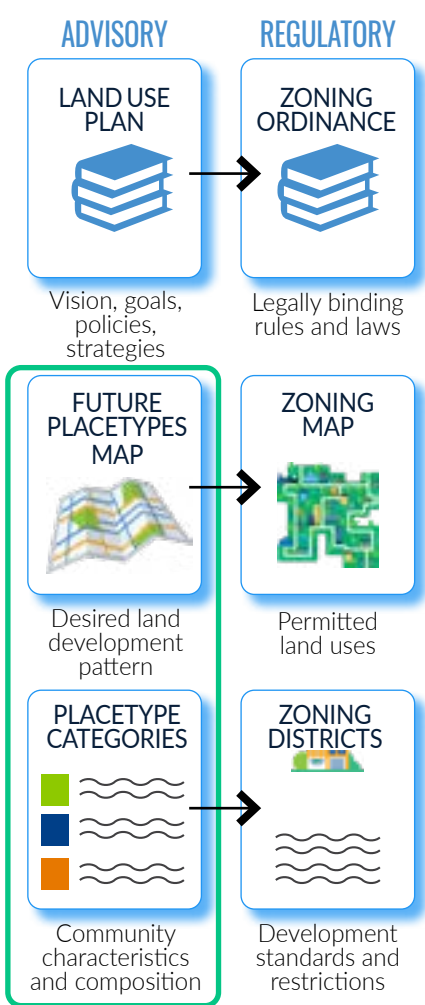 ADVISORY
REGULATORY
LAND USE
PLAN
ZONING
ORDINANCE
Vision, goals,
policies,
strategies
Legally binding
rules and laws
FUTURE
PLACETYPES
MAP
ZONING
MAP
Desired land
development
pattern
Permitted
land uses
PLACETYPE
CATEGORIES
ZONING
DISTRICTS
Community
characteristics
and composition
Development
standards and
restrictions